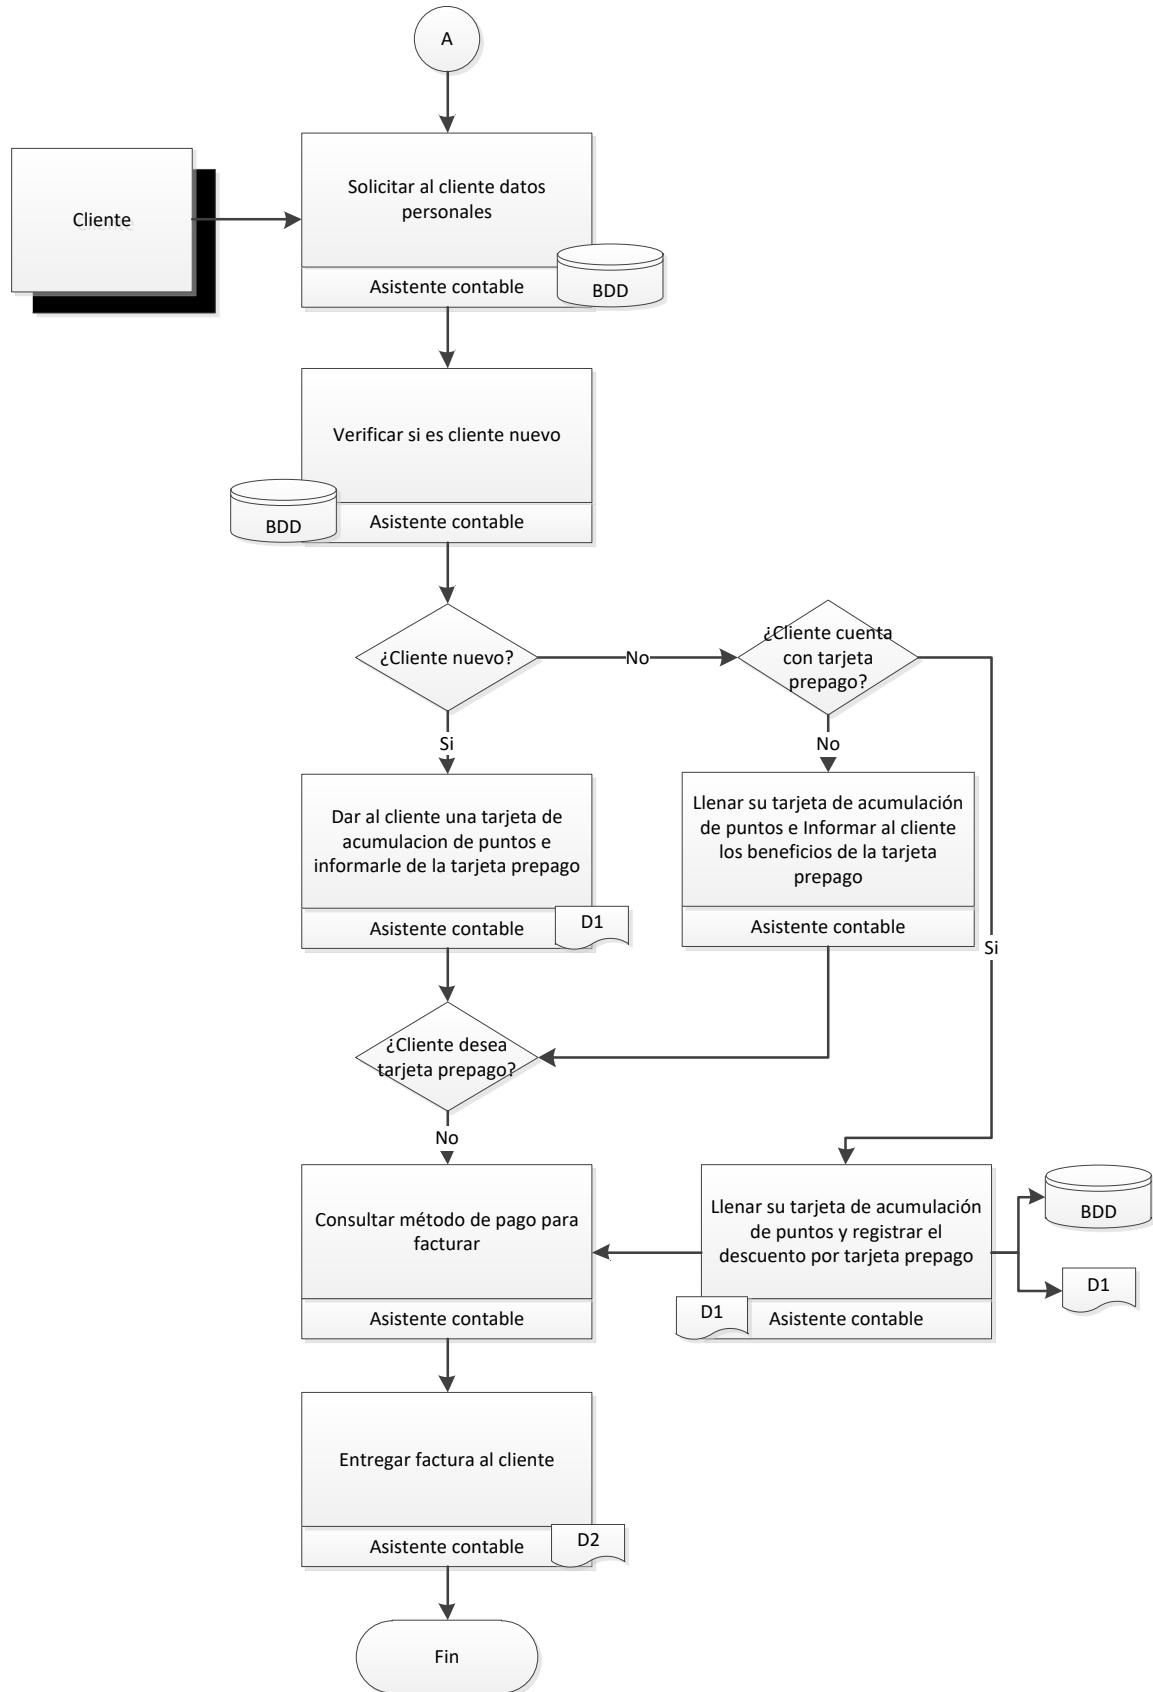 A
Cliente
Solicitar al cliente datos
personales
Asistente contable
BDD
Verificar si es cliente nuevo
BDD
Asistente contable
¿Cliente nuevo?
No
¿Cliente cuenta
con tarjeta
prepago?
Si
No
Dar al cliente una tarjeta de
acumulacion de puntos e
informarle de la tarjeta prepago
Asistente contable
D1
Llenar su tarjeta de acumulación
de puntos e Informar al cliente
los beneficios de la tarjeta
prepago
Asistente contable
Si
¿Cliente desea
tarjeta prepago?
No
Consultar método de pago para
facturar
Asistente contable
Llenar su tarjeta de acumulación
de puntos y registrar el
descuento por tarjeta prepago
D1
Asistente contable
BDD
D1
Entregar factura al cliente
Asistente contable
D2
Fin